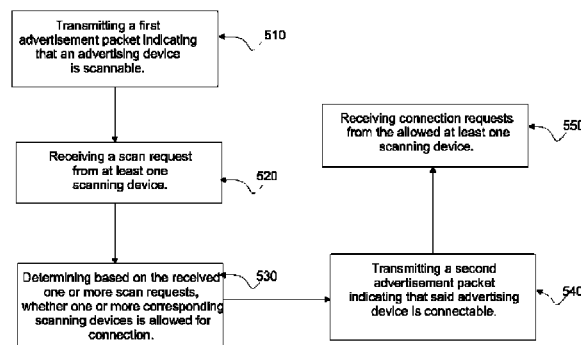 Transmitting a first
advertisement packet indicating
that an advertising device
is scannable.
510
Receiving a scan request
from at least one
scanning device.
520
Determining based on the received
one or more scan requests,
whether one or more corresponding
scanning devices is allowed for
connection.
530
Transmitting a second
advertisement packet
indicating that said advertising
device is connectable.
540
Receiving connection requests
from the allowed at least one
scanning device.
550